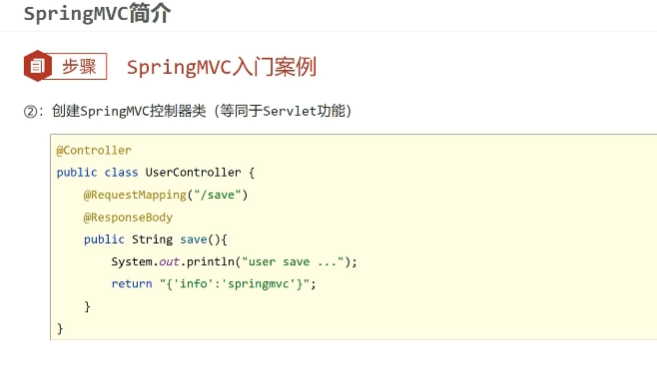 SpringMVC简介
步骤 SpringMVC入门案例
②：创建SpringMVC控制器类（等同于Servlet功能）
@Controller
public class UserController {
    @RequestMapping("/save")
    @ResponseBody
    public String save(){
        System.out.println("user save ...");
        return "{'info':'springmvc'}";
    }
}